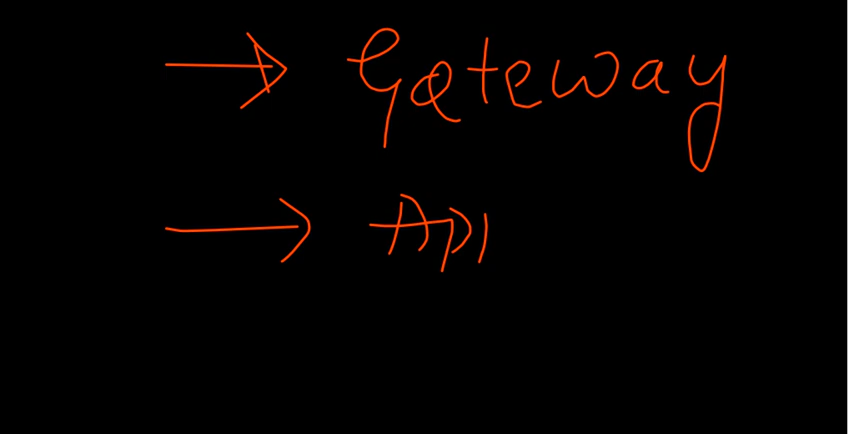 → Gateway
→ Api